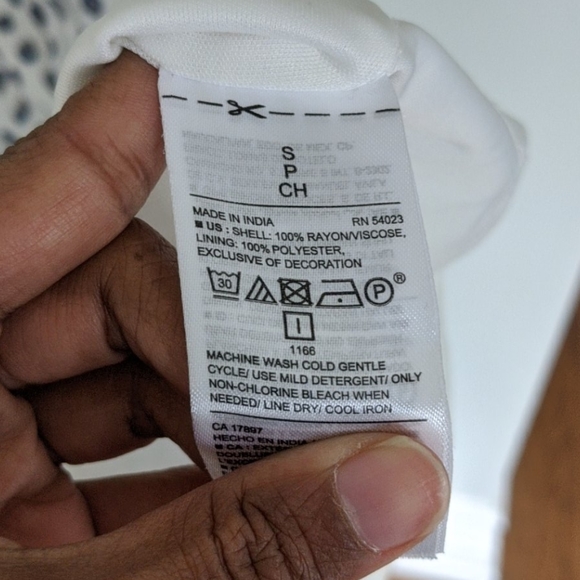 S
P
CH
MADE IN INDIA RN 54023
■ US : SHELL: 100% RAYON/VISCOSE,
LINING: 100% POLYESTER,
EXCLUSIVE OF DECORATION
30 P ®
I
1166
MACHINE WASH COLD GENTLE
CYCLE/ USE MILD DETERGENT/ ONLY
NON-CHLORINE BLEACH WHEN
NEEDED/ LINE DRY/ COOL IRON
CA 17897
HECHO EN INDIA
■ CA :